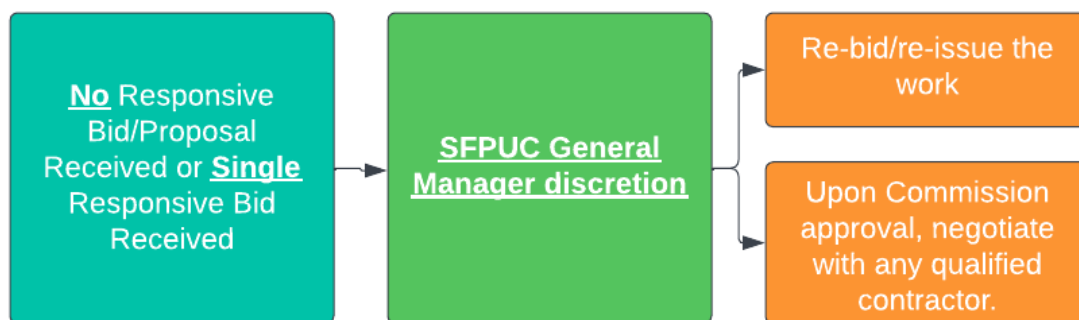 No Responsive
Bid/Proposal
Received or Single
Responsive Bid
Received
SFPUC General
Manager discretion
Re-bid/re-issue the
work
Upon Commission
approval, negotiate
with any qualified
contractor.